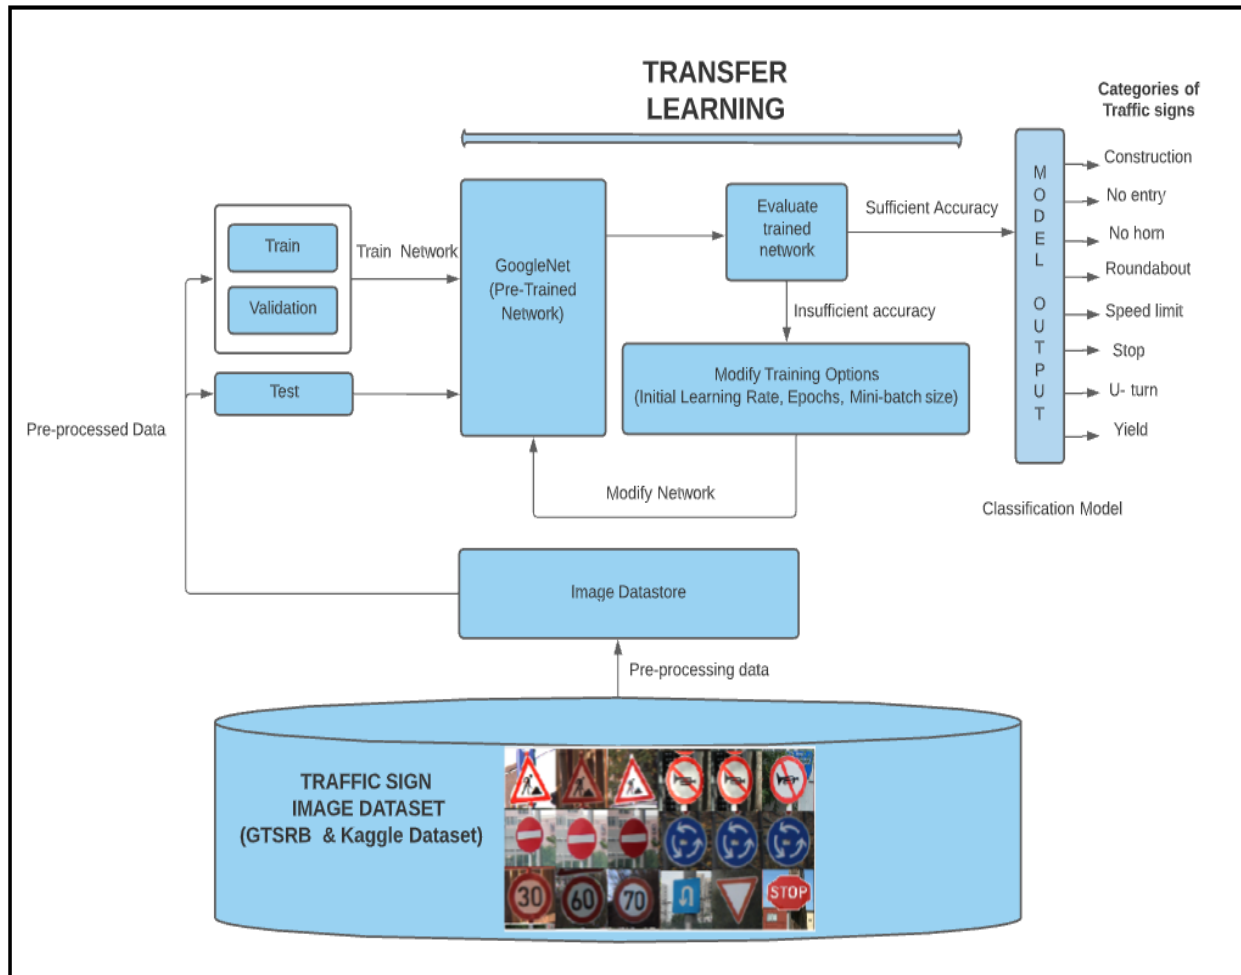 TRANSFER
LEARNING
Categories of
Traffic signs
Construction
No entry
No horn
Roundabout
Speed limit
Stop
U- turn
Yield
MODEL OUTPUT
Classification Model
Evaluate
trained
network
Sufficient Accuracy
Insufficient accuracy
Modify Training Options
(Initial Learning Rate, Epochs, Mini-batch size)
Modify Network
GoogleNet
(Pre-Trained
Network)
Train Network
Train
Validation
Test
Pre-processed Data
Image Datastore
Pre-processing data
TRAFFIC SIGN
IMAGE DATASET
(GTSRB & Kaggle Dataset)
30
60
70
STOP